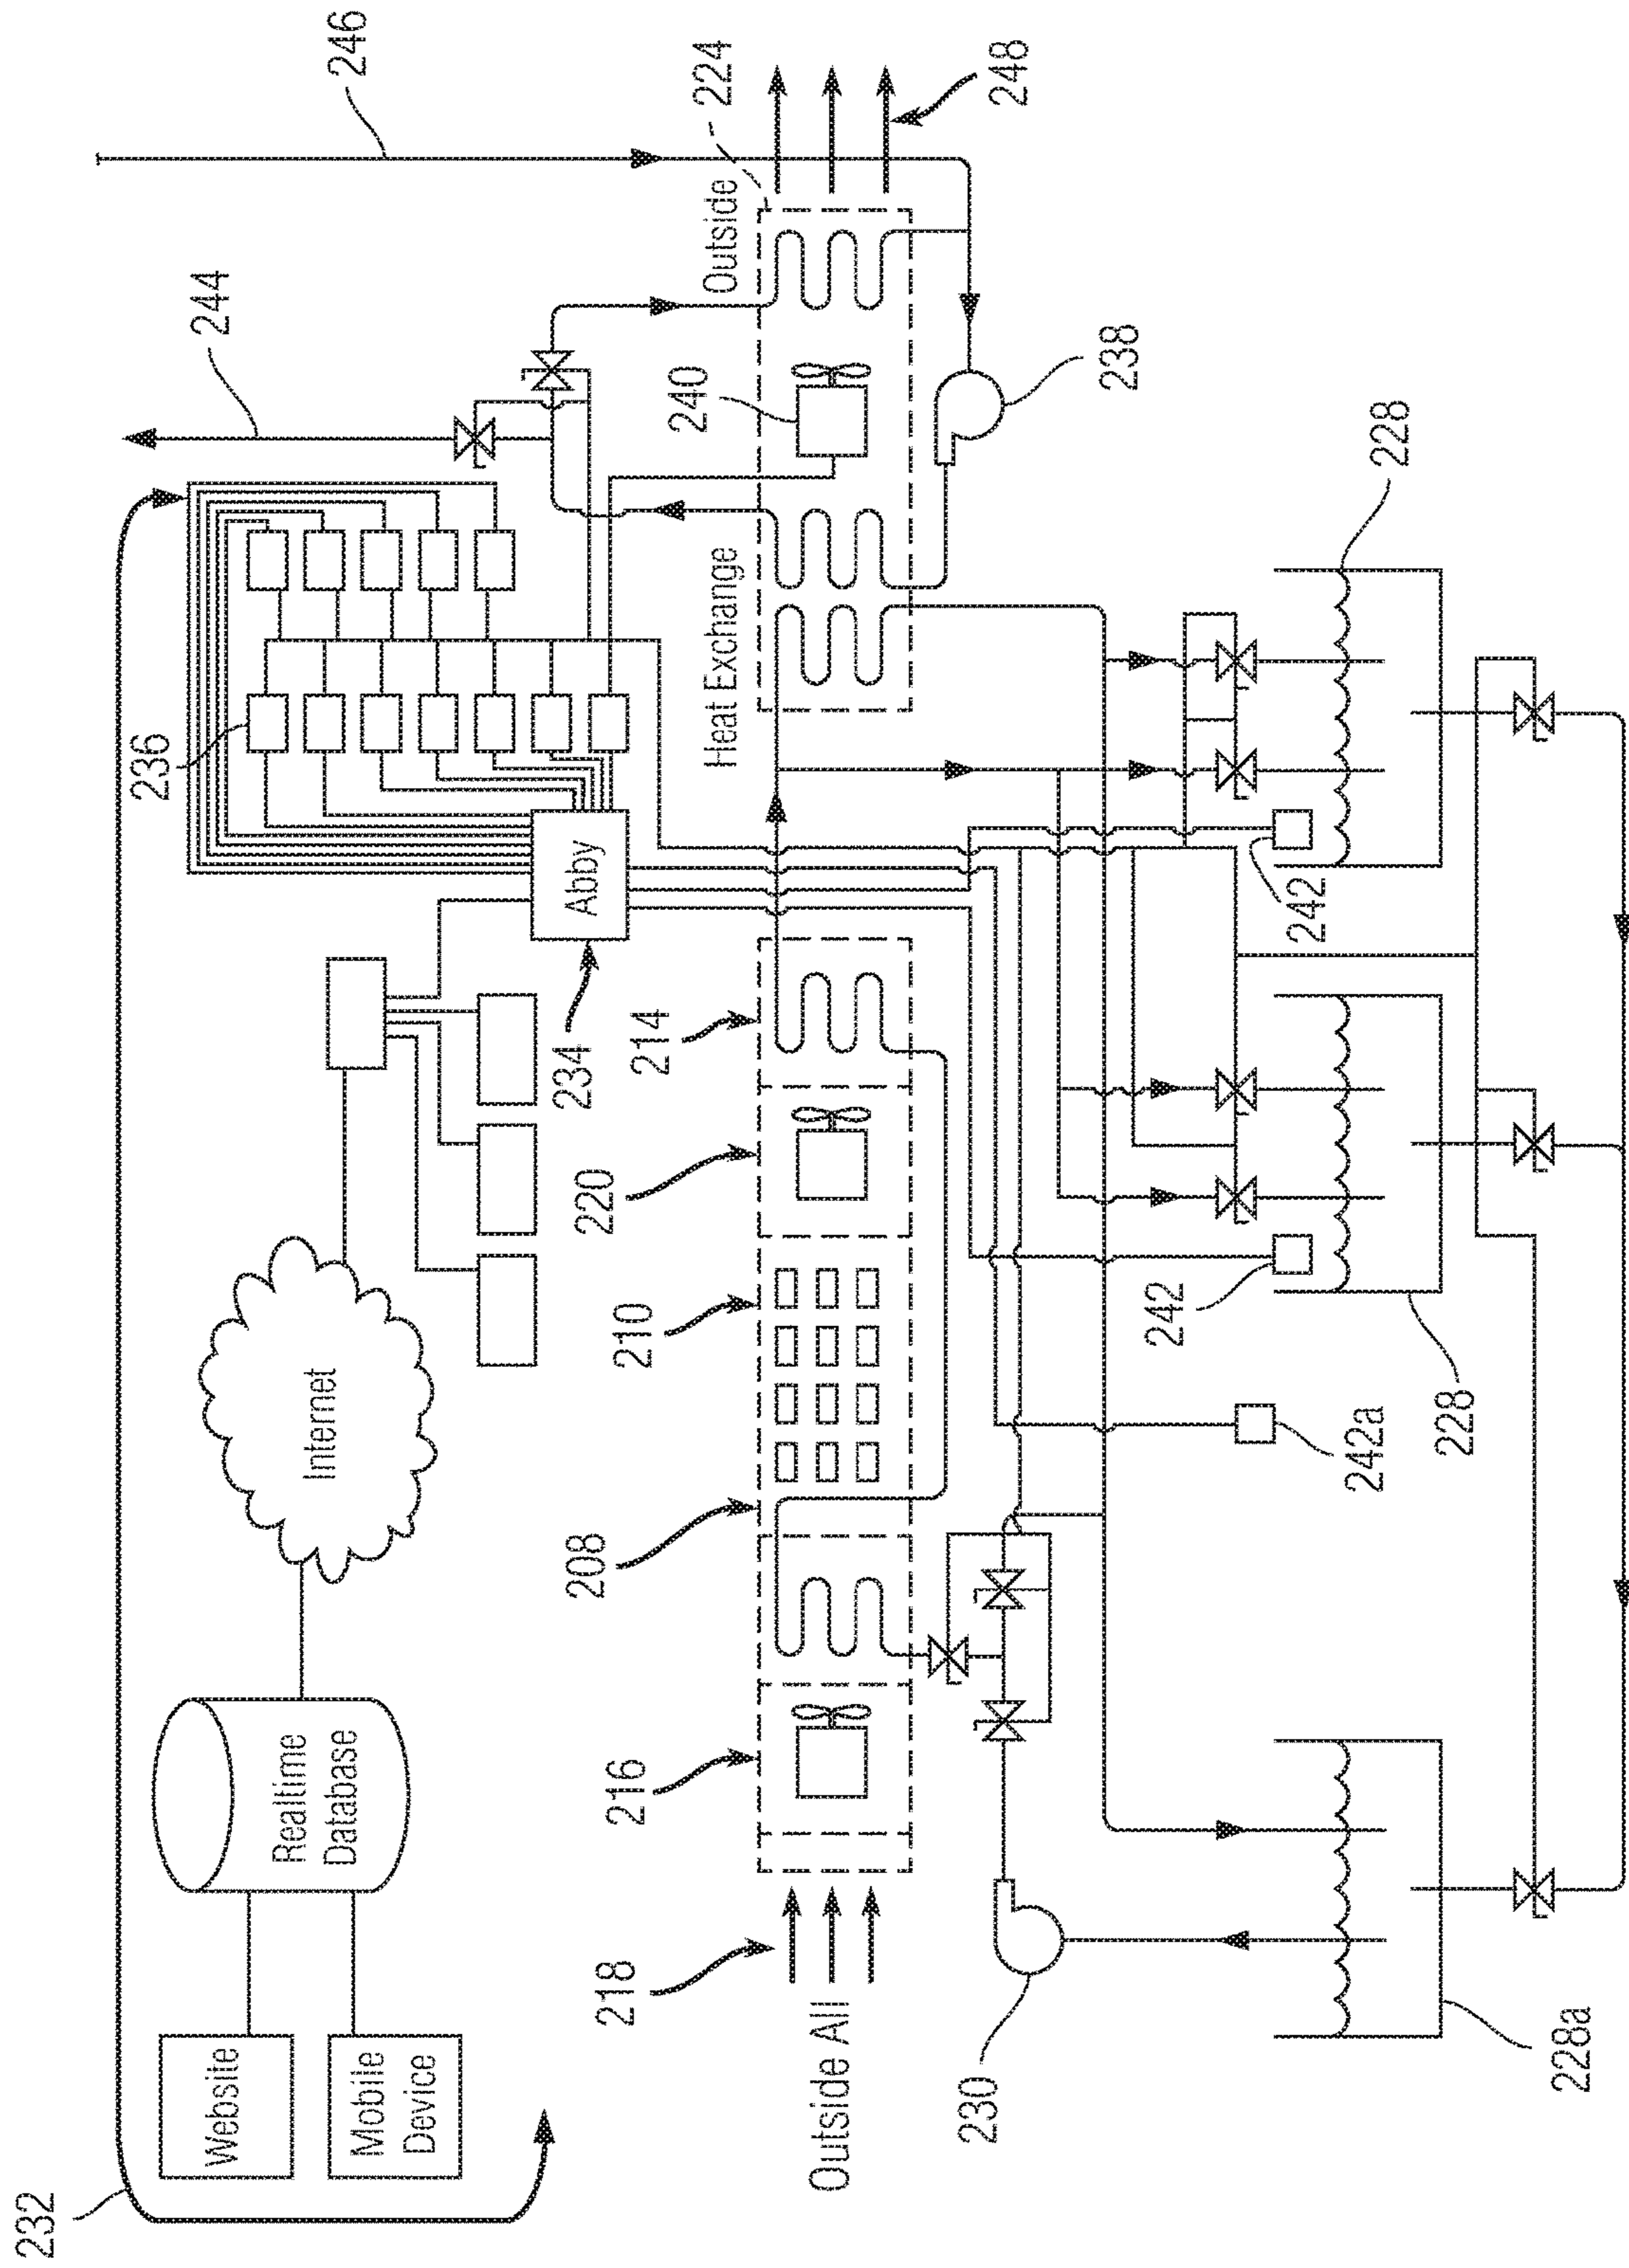 232
Website
Mobile
Device
Realtime
Database
Internet
236
Abby
234
244
246
Outside All
218
216
208
210
220
214
Heat Exchange
240
Outside
224
248
230
238
228a
242a
242
228
242
228